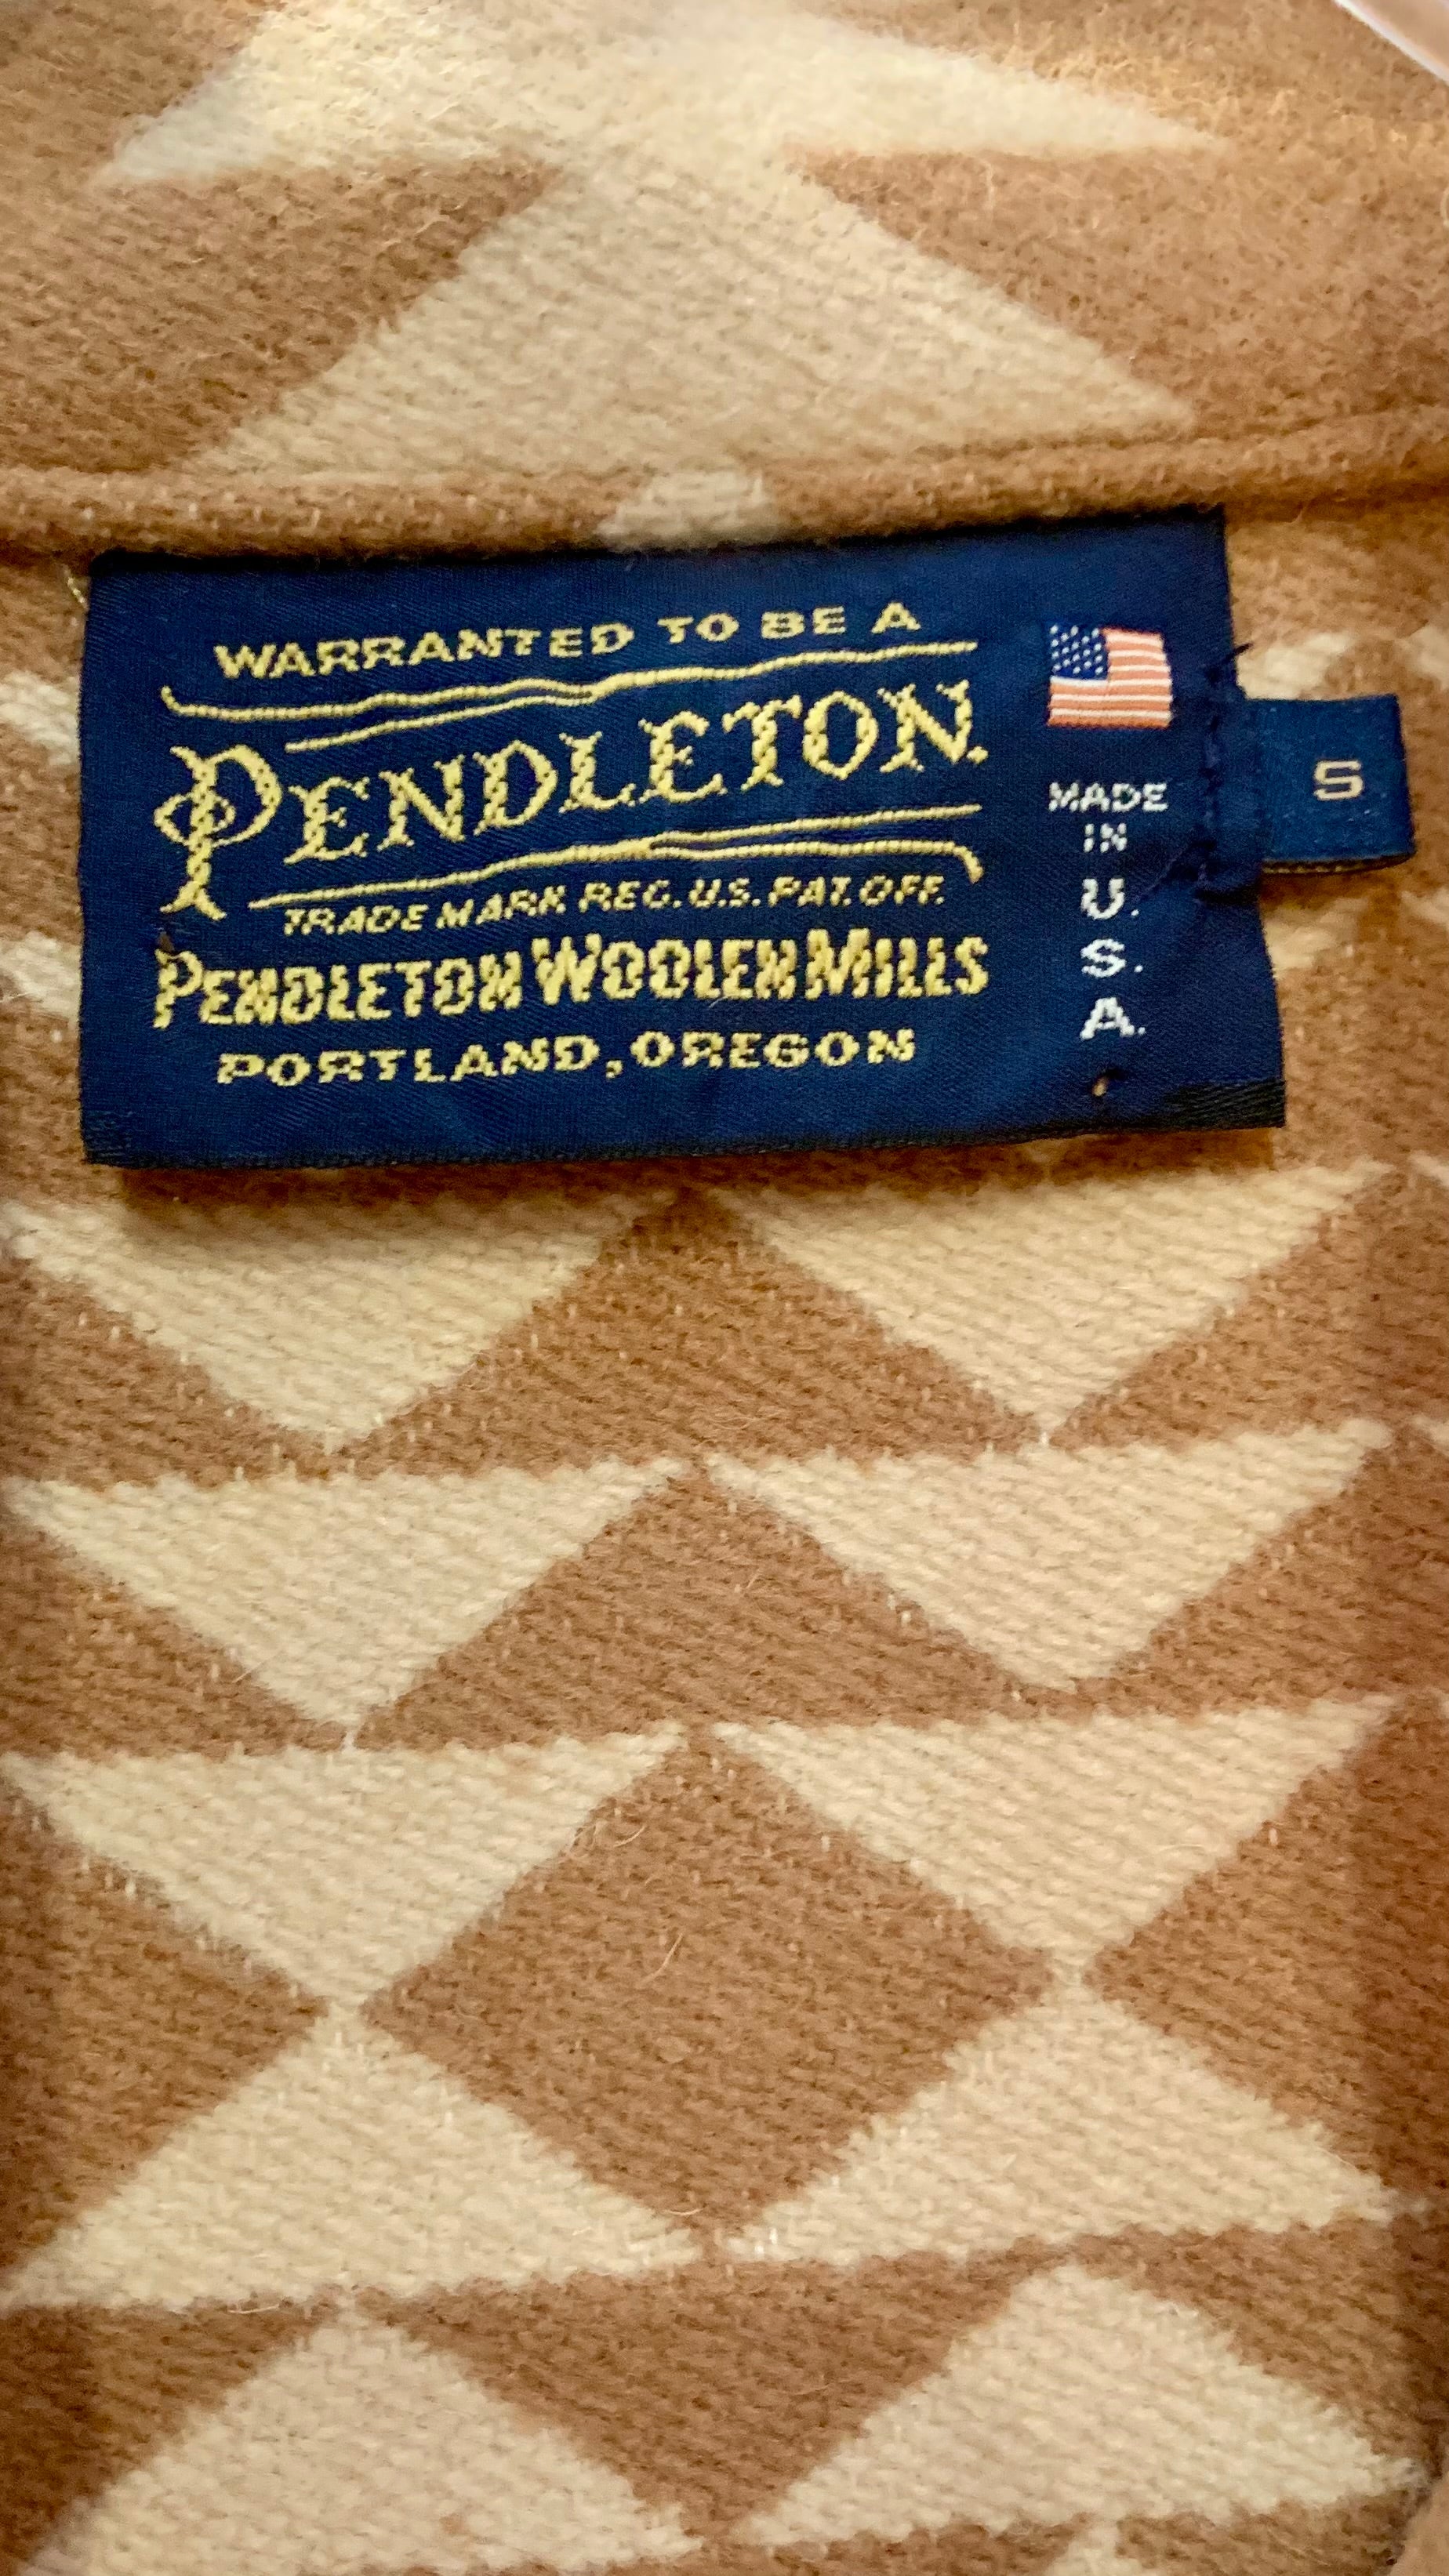 WARRANTED TO BE A
PENDLETON.
TRADE MARK REG. U.S. PAT. OFF.
PENDLETON WOOLEN MILLS
PORTLAND, OREGON
MADE
IN
U.
S.
A.
S